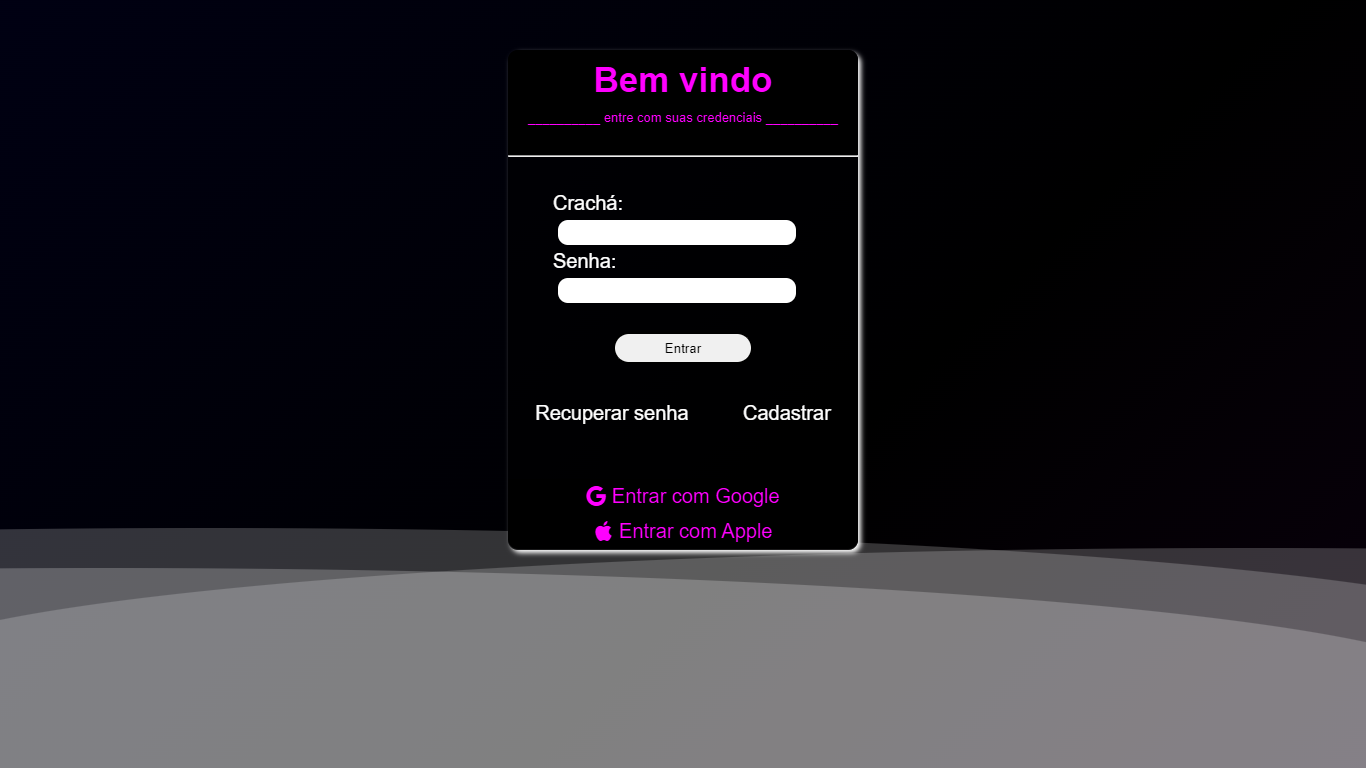 Bem vindo
__________ entre com suas credenciais __________
Crachá:
Senha:
Entrar
Recuperar senha Cadastrar
Entrar com Google
Entrar com Apple